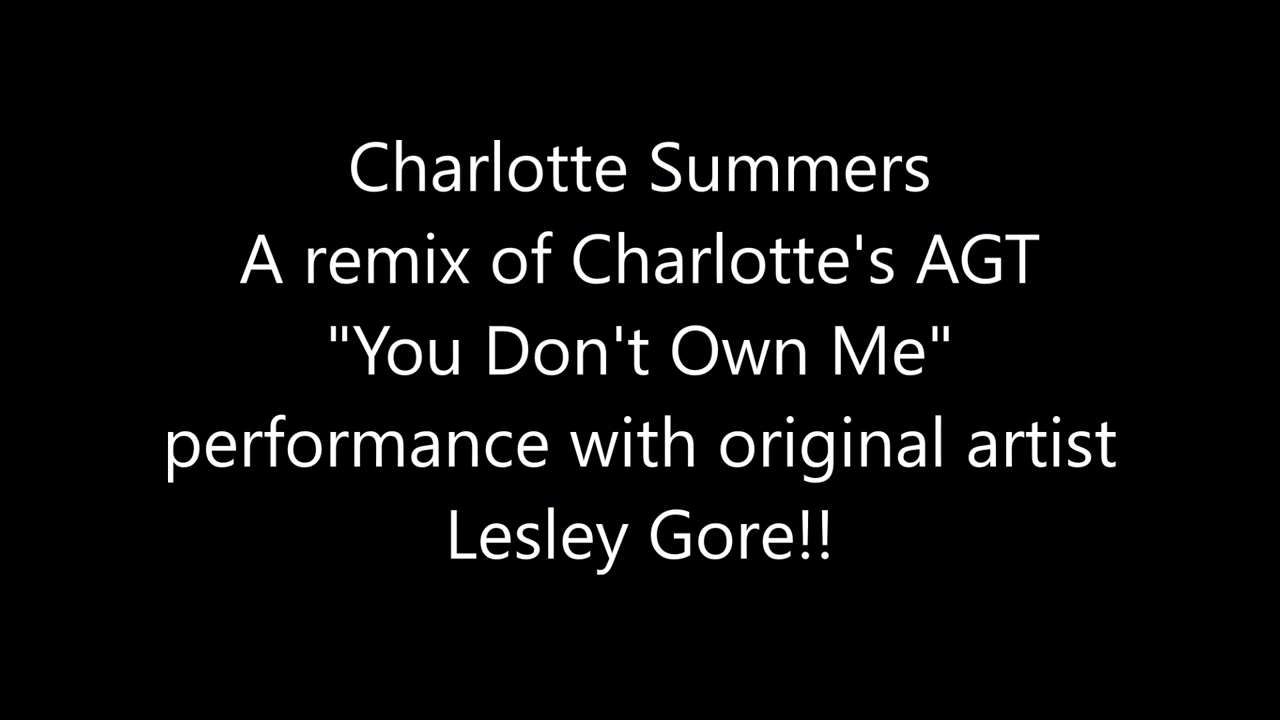 Charlotte Summers
A remix of Charlotte's AGT
"You Don't Own Me"
performance with original artist
Lesley Gore!!